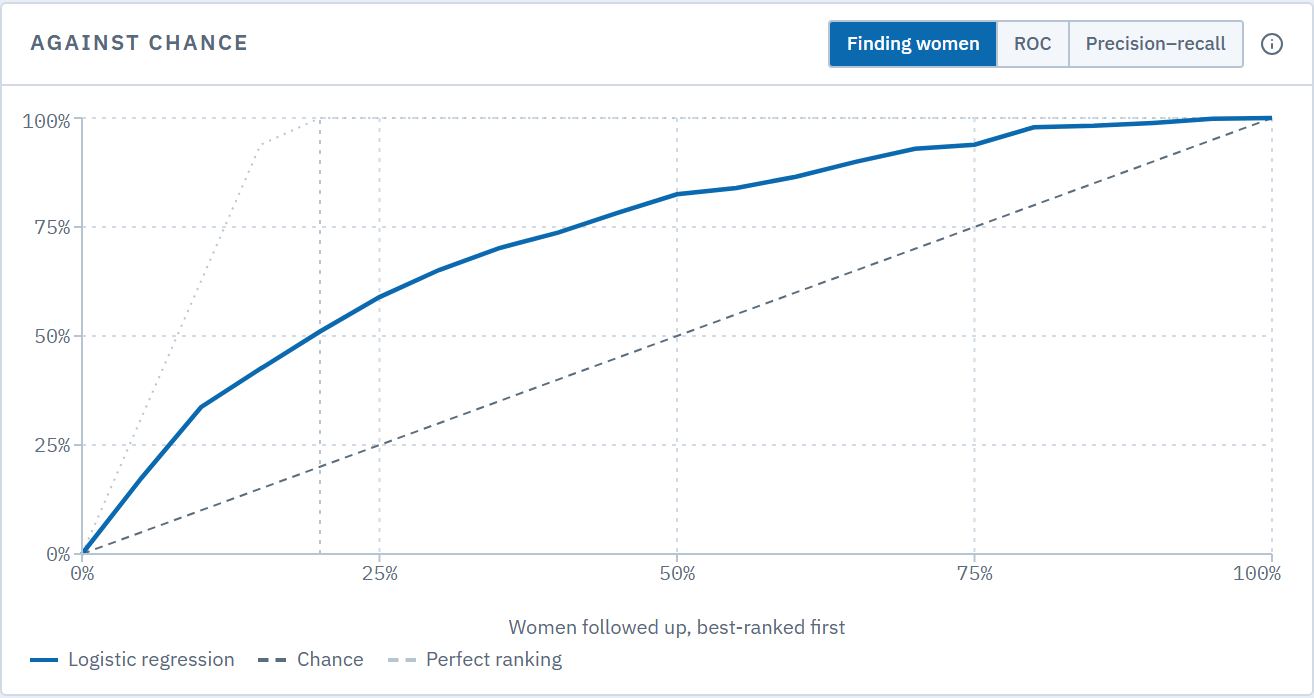 AGAINST CHANCE
Finding women
ROC
Precision–recall
100%
75%
50%
25%
0%
0%
25%
50%
75%
100%
Women followed up, best-ranked first
Logistic regression
Chance
Perfect ranking